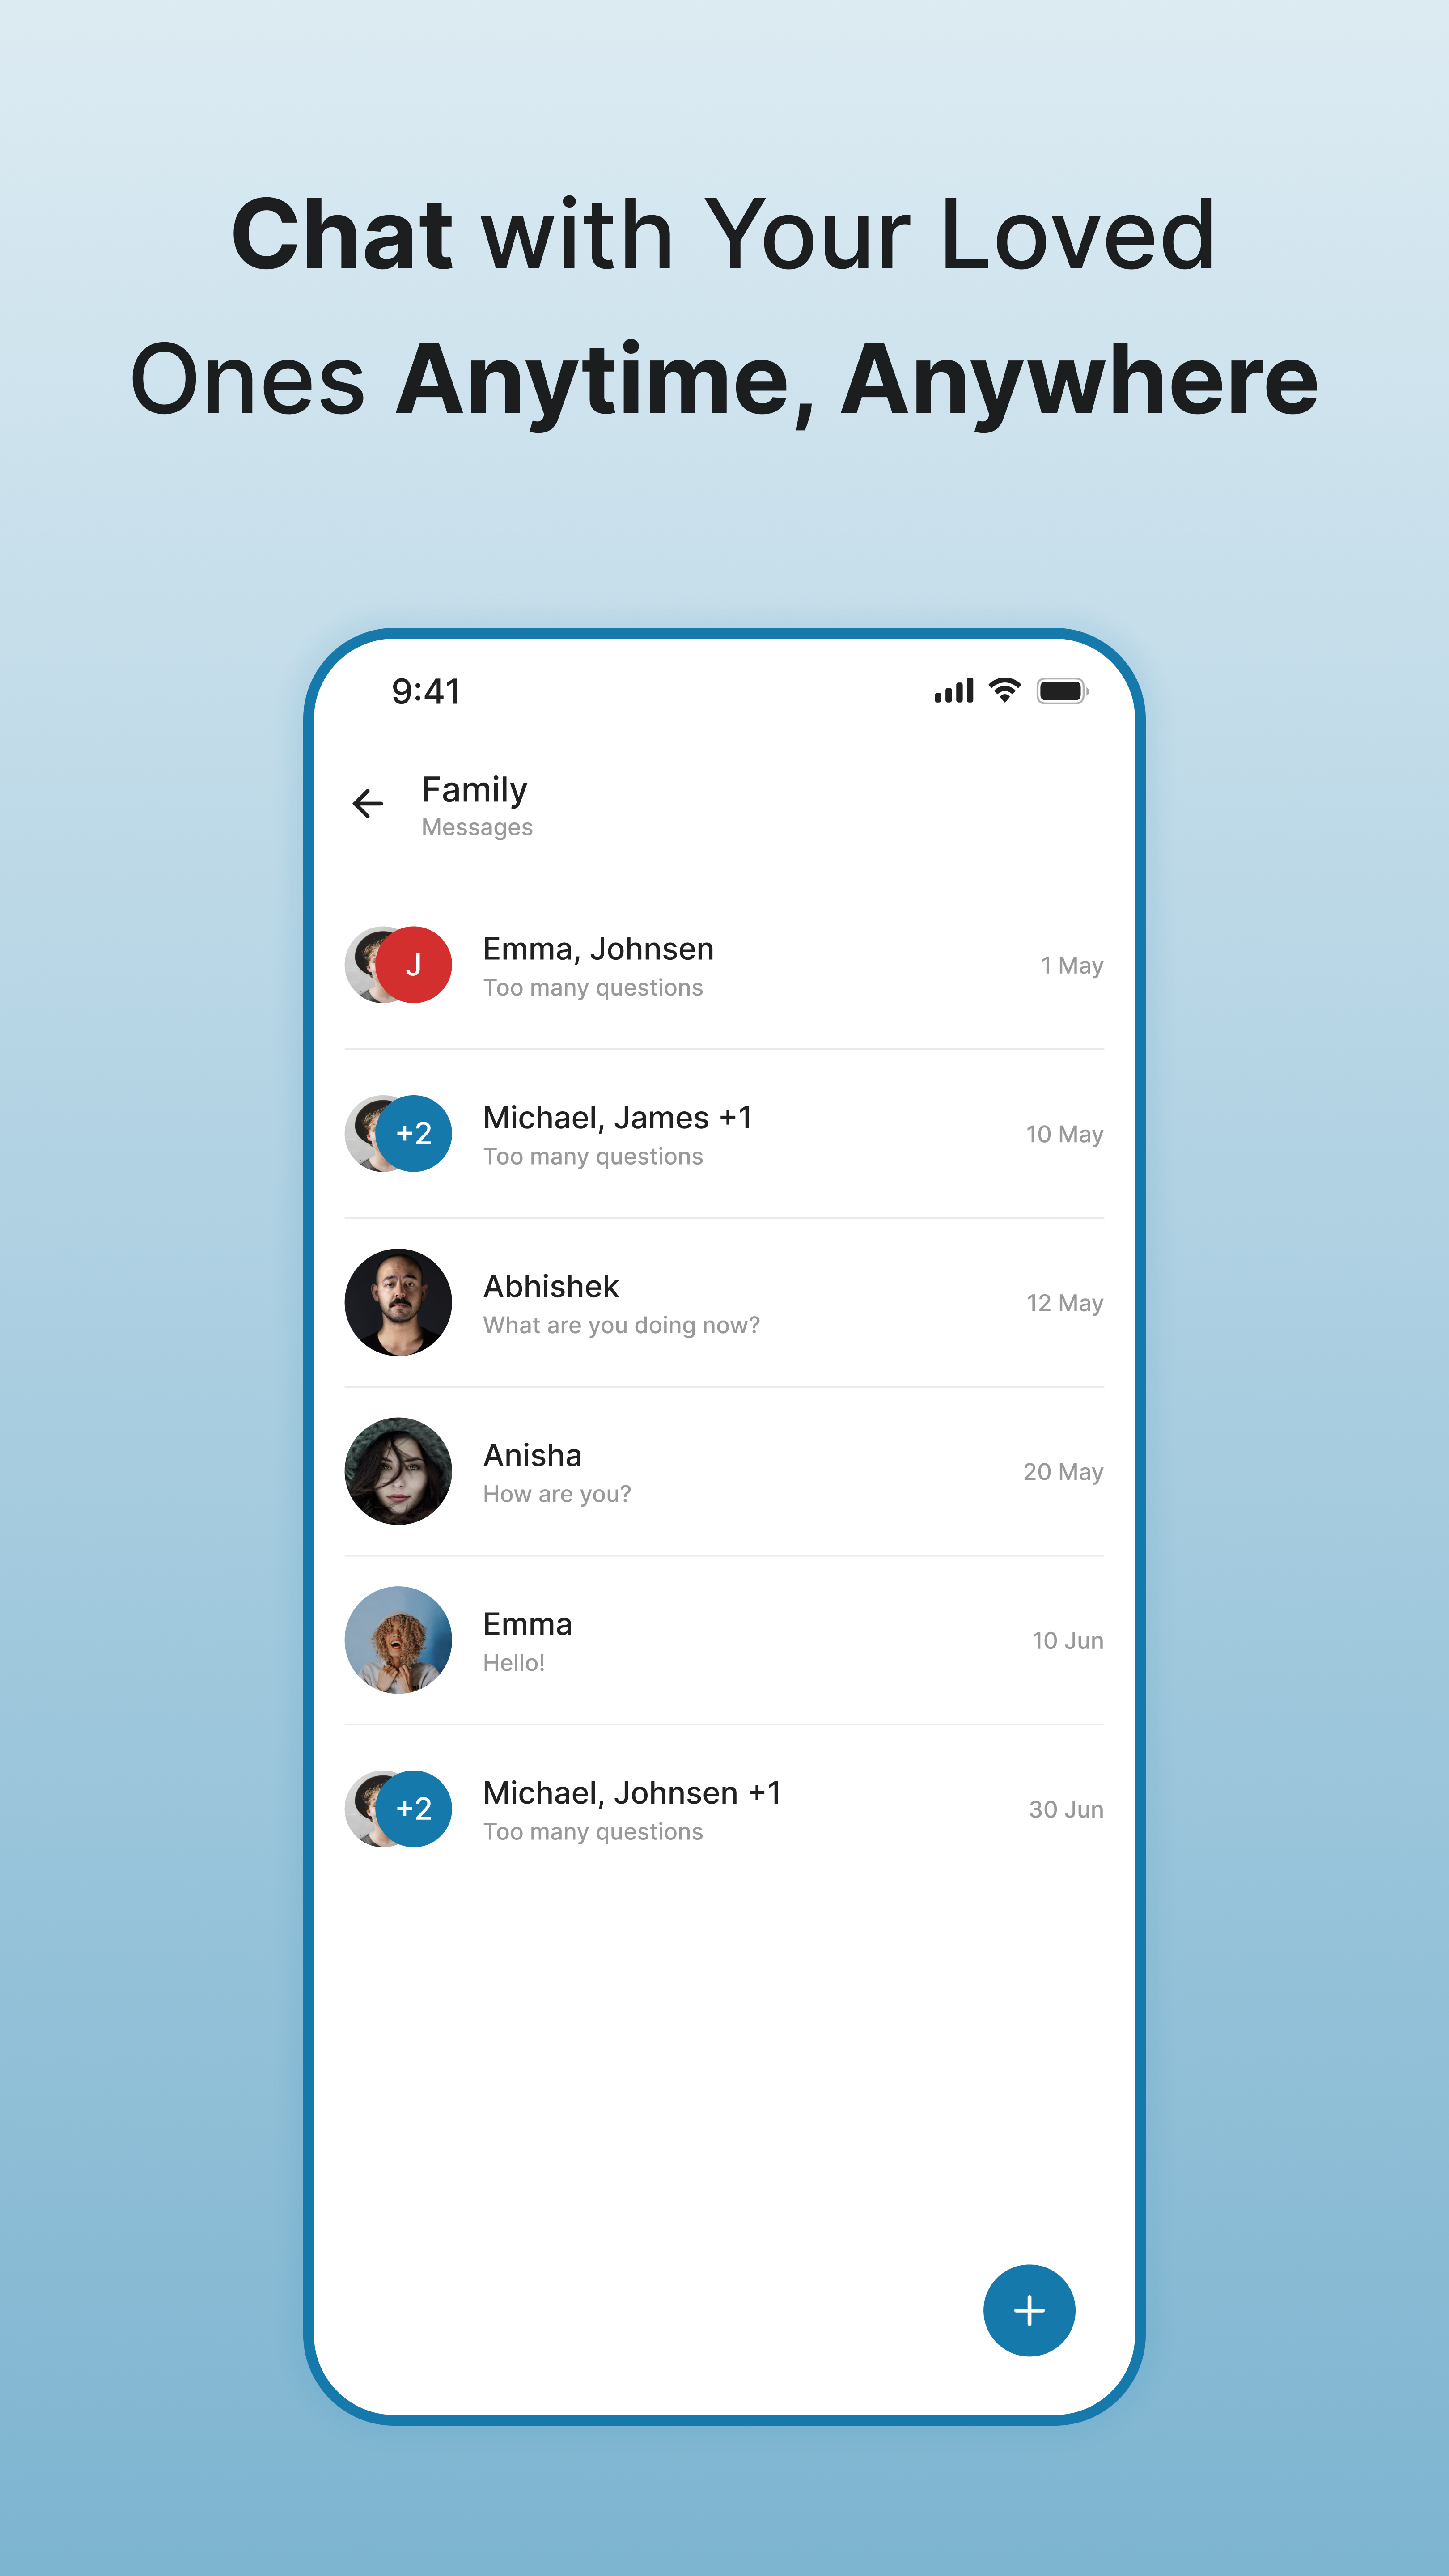 Chat with Your Loved
Ones Anytime, Anywhere
9:41
Family
Messages
J
Emma, Johnsen
Too many questions
1 May
+2
Michael, James +1
Too many questions
10 May
Abhishek
What are you doing now?
12 May
Anisha
How are you?
20 May
Emma
Hello!
10 Jun
+2
Michael, Johnsen +1
Too many questions
30 Jun